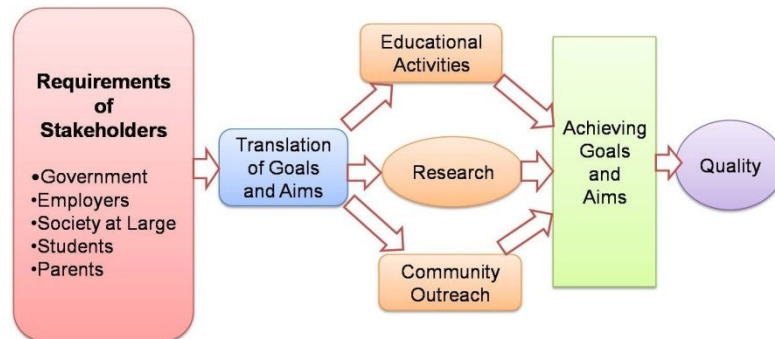 Requirements
of
Stakeholders
•Government
•Employers
•Society at Large
•Students
•Parents
Translation
of Goals
and Aims
Educational
Activities
Research
Community
Outreach
Achieving
Goals
and
Aims
Quality